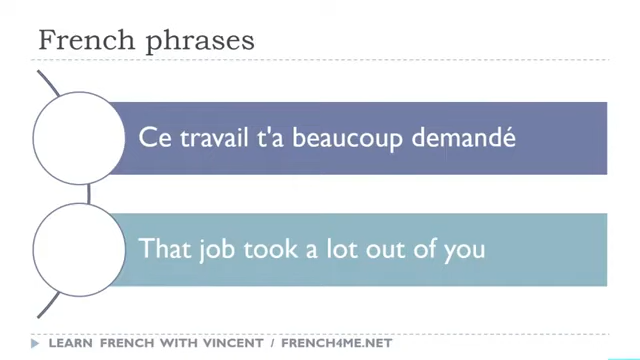 French phrases
Ce travail t'a beaucoup demandé
That job took a lot out of you
LEARN FRENCH WITH VINCENT / FRENCH4ME.NET